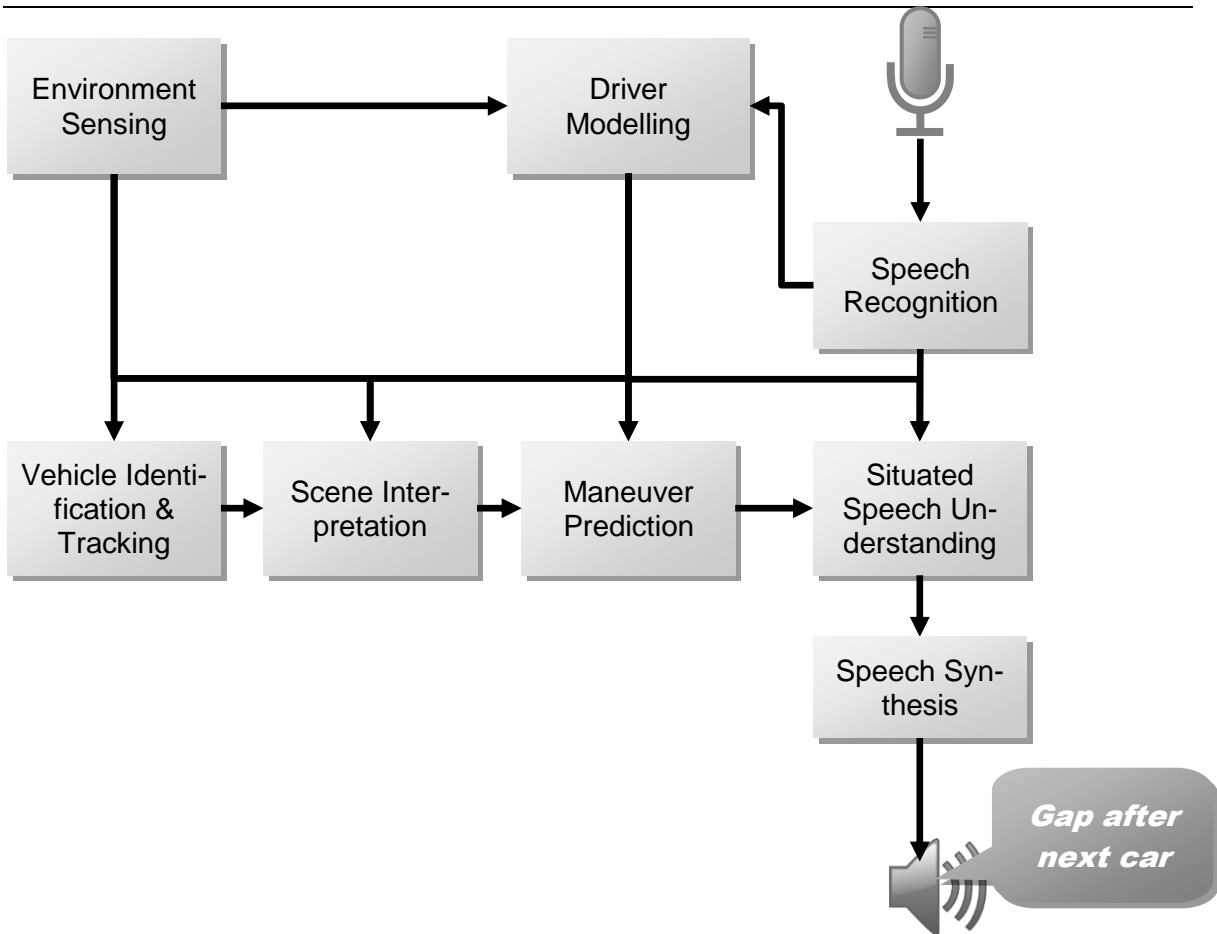 Environment
Sensing
Driver
Modelling
Speech
Recognition
Vehicle Identi-
fication &
Tracking
Scene Inter-
pretation
Maneuver
Prediction
Situated
Speech Un-
derstanding
Speech Syn-
thesis
Gap after
next car